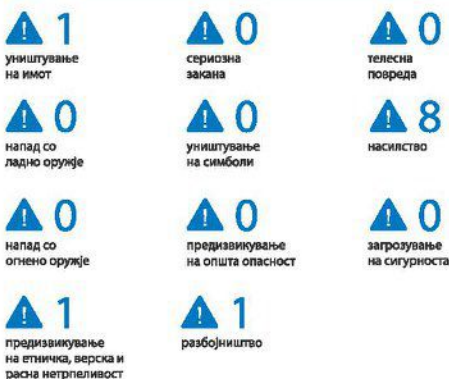 1
уништување
на имот
0
сериозна
закана
0
телесна
повреда
0
напад со
ладно оружје
0
уништување
на симболи
8
насилство
0
напад со
огнено оружје
0
предизвикување
на општа опасност
0
загрозување
на сигурноста
1
предизвикување
на етничка, верска и
расна нетрпеливост
1
разбојништво